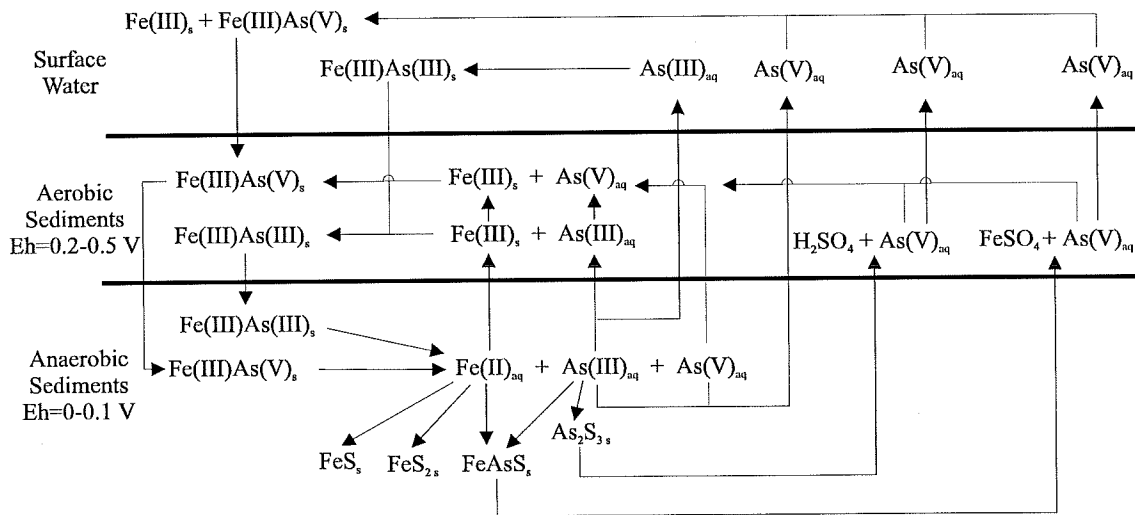 Fe(III)s + Fe(III)As(V)s
Surface
Water
Fe(III)As(III)s
As(III)aq
As(V)aq
As(V)aq
As(V)aq
Aerobic
Sediments
Eh=0.2-0.5 V
Fe(III)As(V)s
Fe(III)s + As(V)aq
Fe(III)As(III)s
Fe(III)s + As(III)aq
H2SO4 + As(V)aq
FeSO4 + As(V)aq
Anaerobic
Sediments
Eh=0-0.1 V
Fe(III)As(III)s
Fe(III)As(V)s
Fe(II)aq + As(III)aq + As(V)aq
As2S3 s
FeSs
FeS2 s
FeAsSs